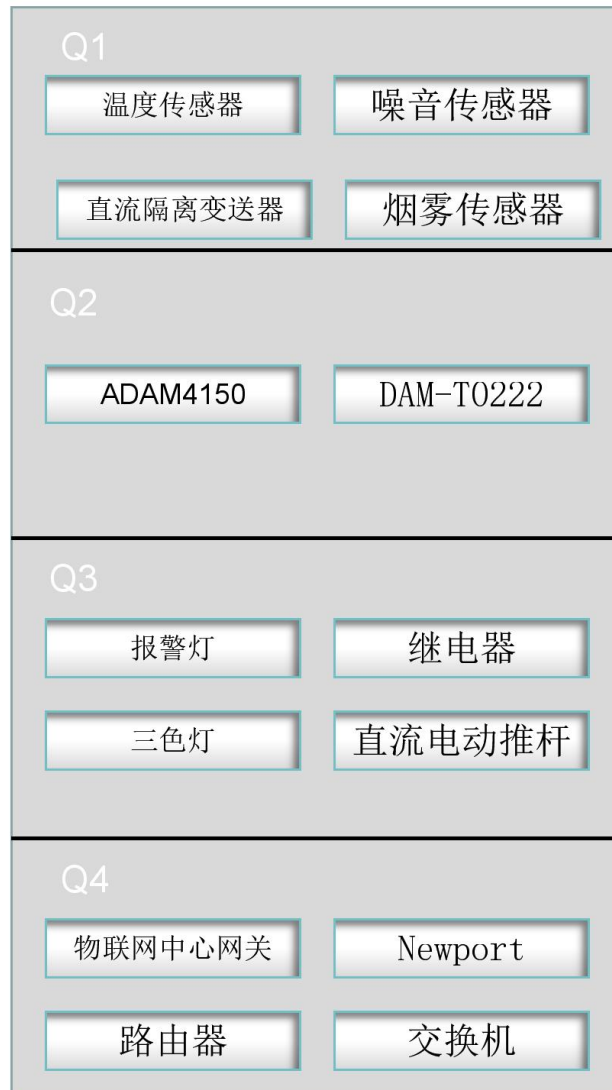 Q1
温度传感器 噪音传感器
直流隔离变送器 烟雾传感器
Q2
ADAM4150 DAM-T0222
Q3
报警灯 继电器
三色灯 直流电动推杆
Q4
物联网中心网关 Newport
路由器 交换机